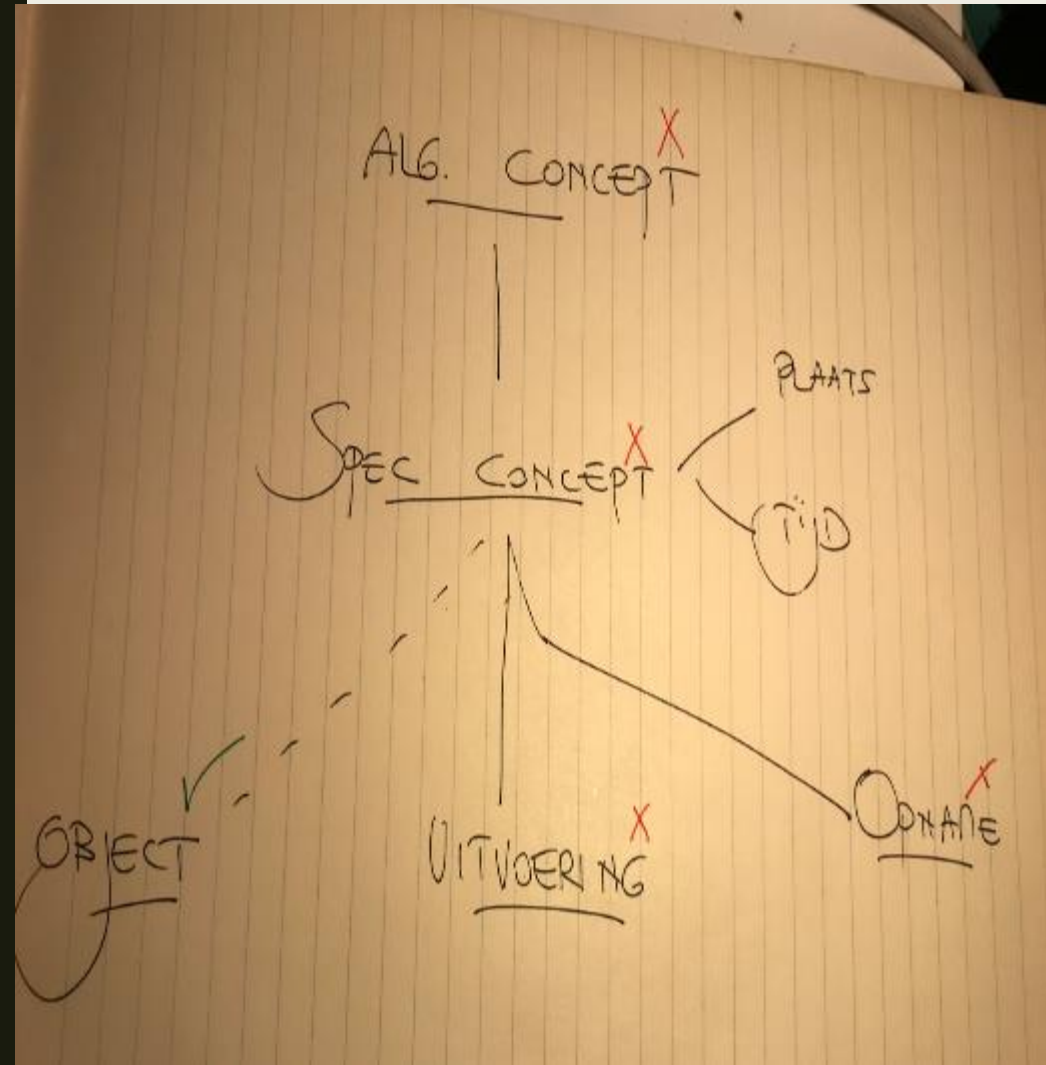 ALG. CONCEPT
SPEC CONCEPT
PLAATS
TIJD
OBJECT
UITVOERING
OPNAME